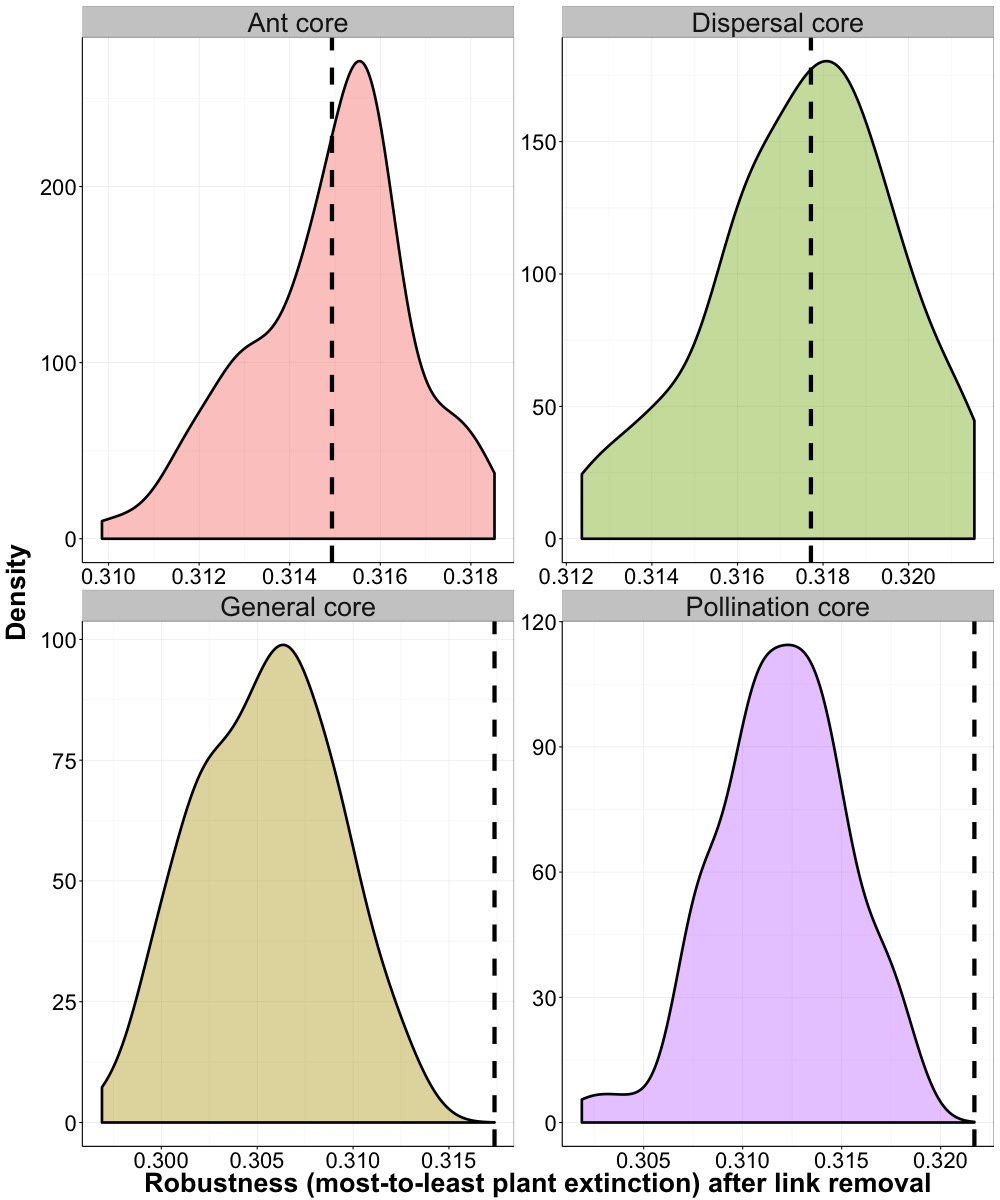 Ant core
Dispersal core
200
100
0
150
100
50
0
0.310 0.312 0.314 0.316 0.318
0.312 0.314 0.316 0.318 0.320
Density
General core
Pollination core
100
75
50
25
0
120
90
60
30
0
0.300 0.305 0.310 0.315
0.305 0.310 0.315 0.320
Robustness (most-to-least plant extinction) after link removal